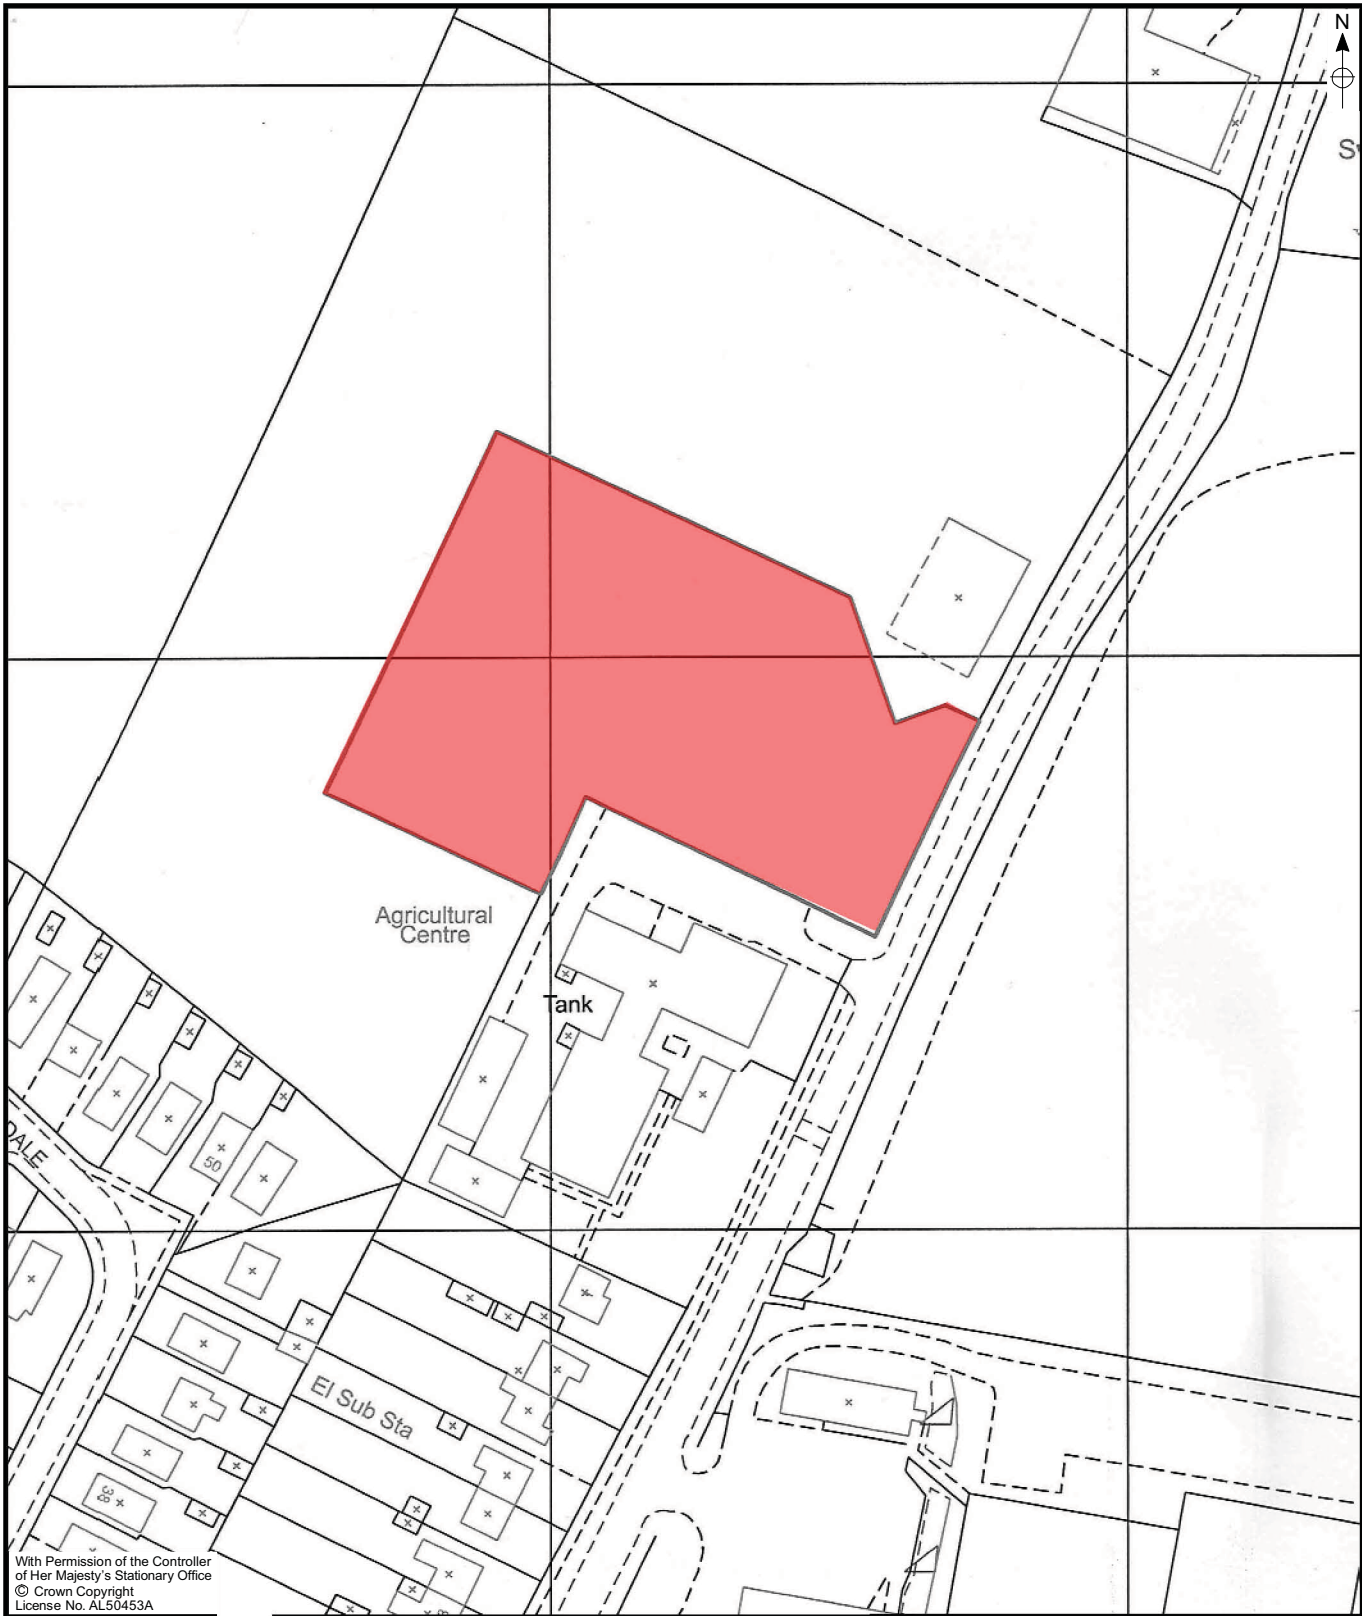 N
Agricultural
Centre
Tank
DALE
50
El Sub Sta
38
With Permission of the Controller
of Her Majesty's Stationary Office
© Crown Copyright
License No. AL50453A